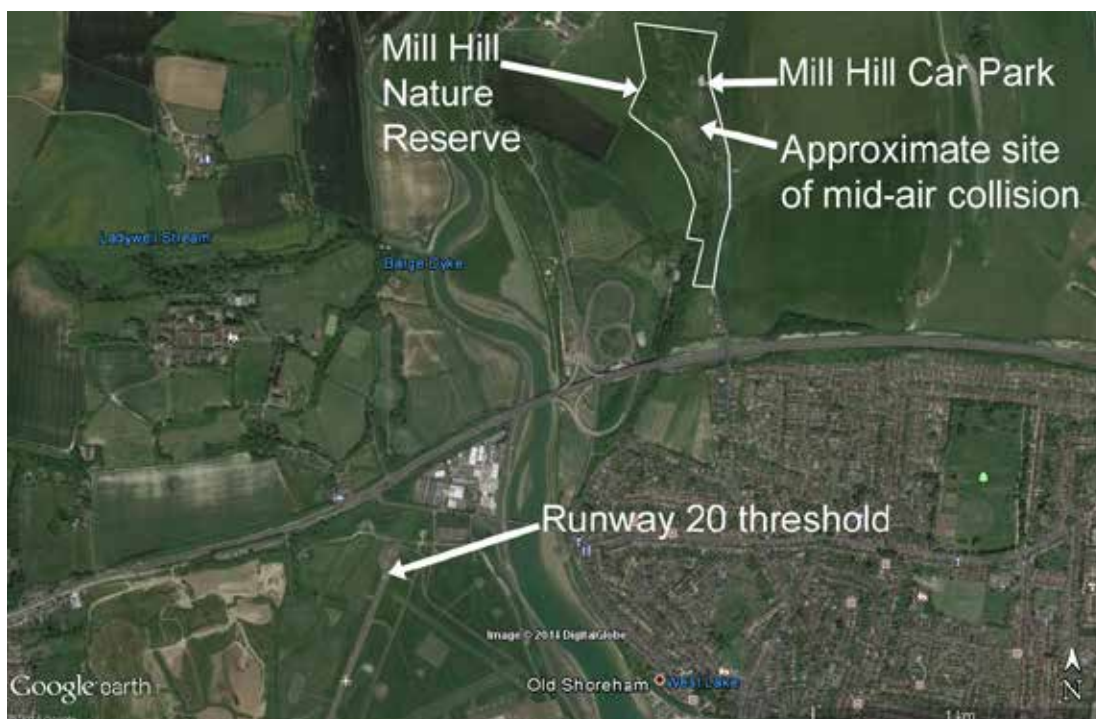 Mill Hill
Nature
Reserve
Mill Hill Car Park
Approximate site
of mid-air collision
Ladywell Stream
Barge Dyke
Runway 20 threshold
Image © 2014 DigitalGlobe
Google earth
Old Shoreham
West Lake
1 km
N